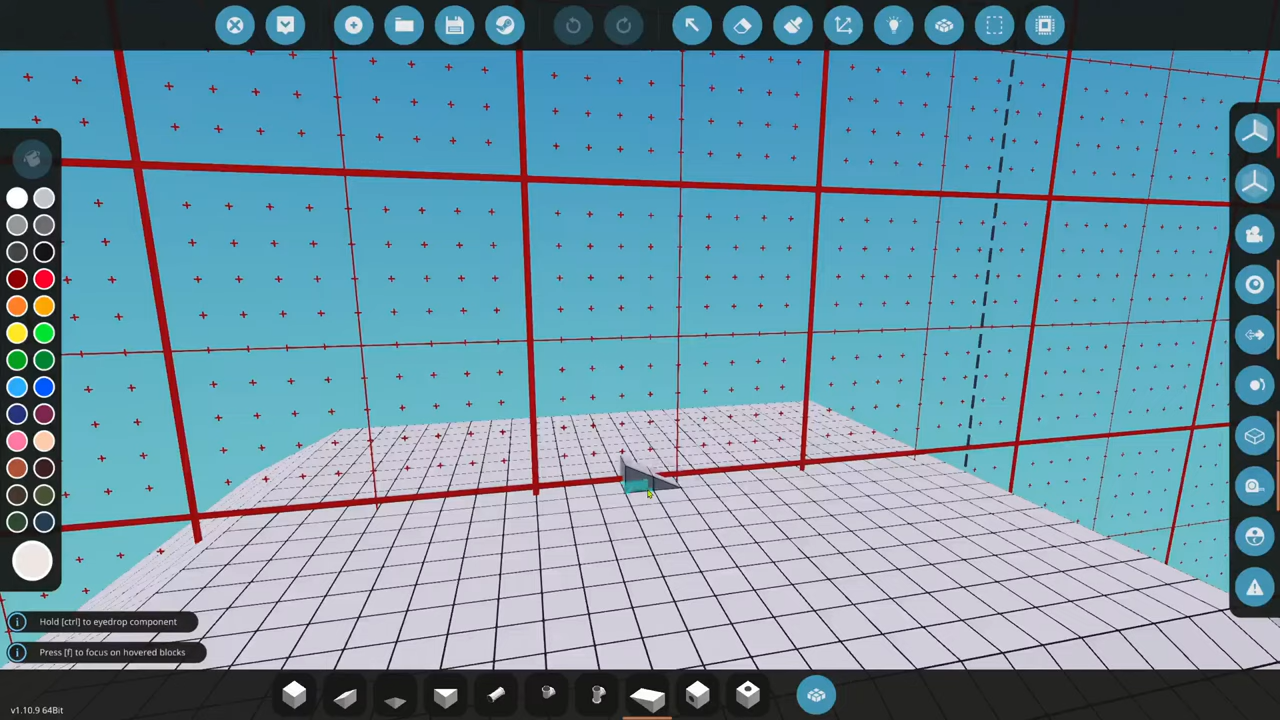 Hold [ctrl] to eyedrop component
Press [f] to focus on hovered blocks
v1.10.9 64Bit